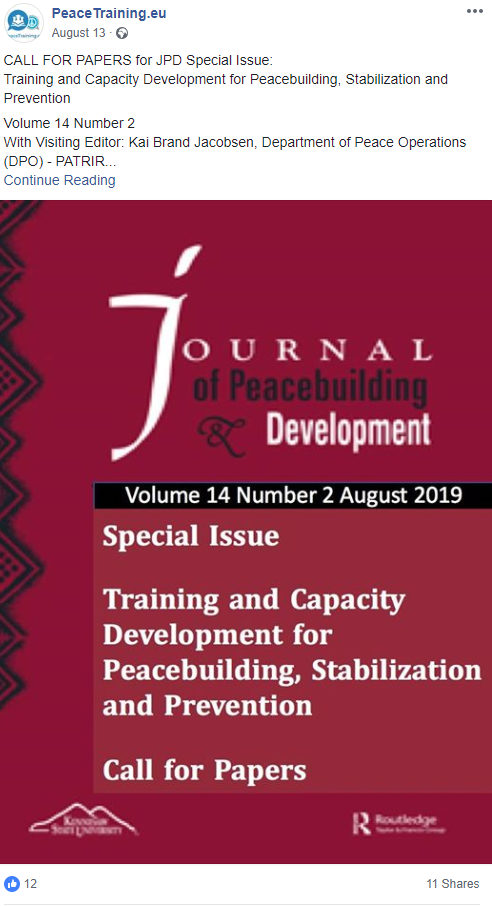 PeaceTraining.eu
August 13 ·
CALL FOR PAPERS for JPD Special Issue:
Training and Capacity Development for Peacebuilding, Stabilization and
Prevention
Volume 14 Number 2
With Visiting Editor: Kai Brand Jacobsen, Department of Peace Operations
(DPO) - PATRIR...
Continue Reading
JOURNAL
of Peacebuilding
& Development
Volume 14 Number 2 August 2019
Special Issue
Training and Capacity
Development for
Peacebuilding, Stabilization
and Prevention
Call for Papers
Kennesaw
State University
Routledge
Taylor & Francis Group
12
11 Shares